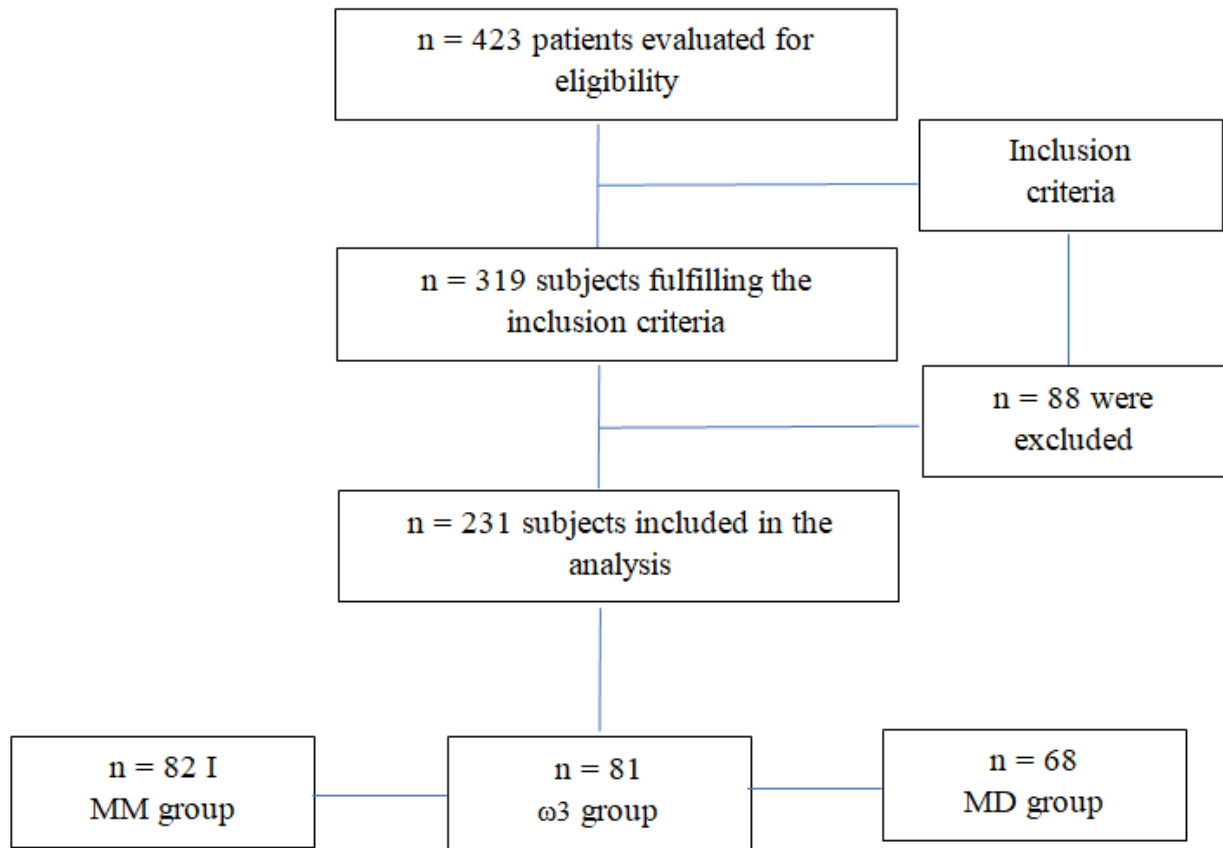 n = 423 patients evaluated for
eligibility
Inclusion
criteria
n = 319 subjects fulfilling the
inclusion criteria
n = 88 were
excluded
n = 231 subjects included in the
analysis
n = 82 I
MM group
n = 81
ω3 group
n = 68
MD group